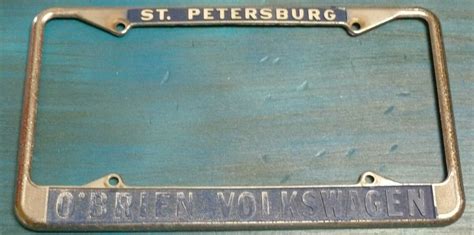 ST. PETERSBURG
O'BRIEN VOLKSWAGEN